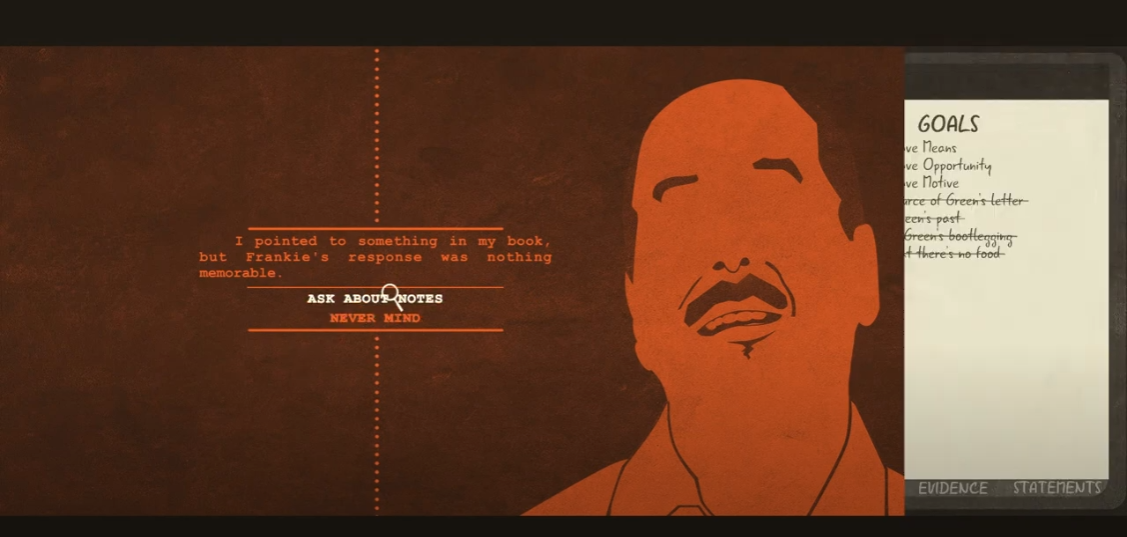 I pointed to something in my book,
but Frankie's response was nothing
memorable.
ASK ABOUT NOTES
NEVER MIND
GOALS
ve Means
ve Opportunity
ve Motive
arce of Green's letter
een's past
Green's bootlegging
t there's no food
EVIDENCE STATEMENTS